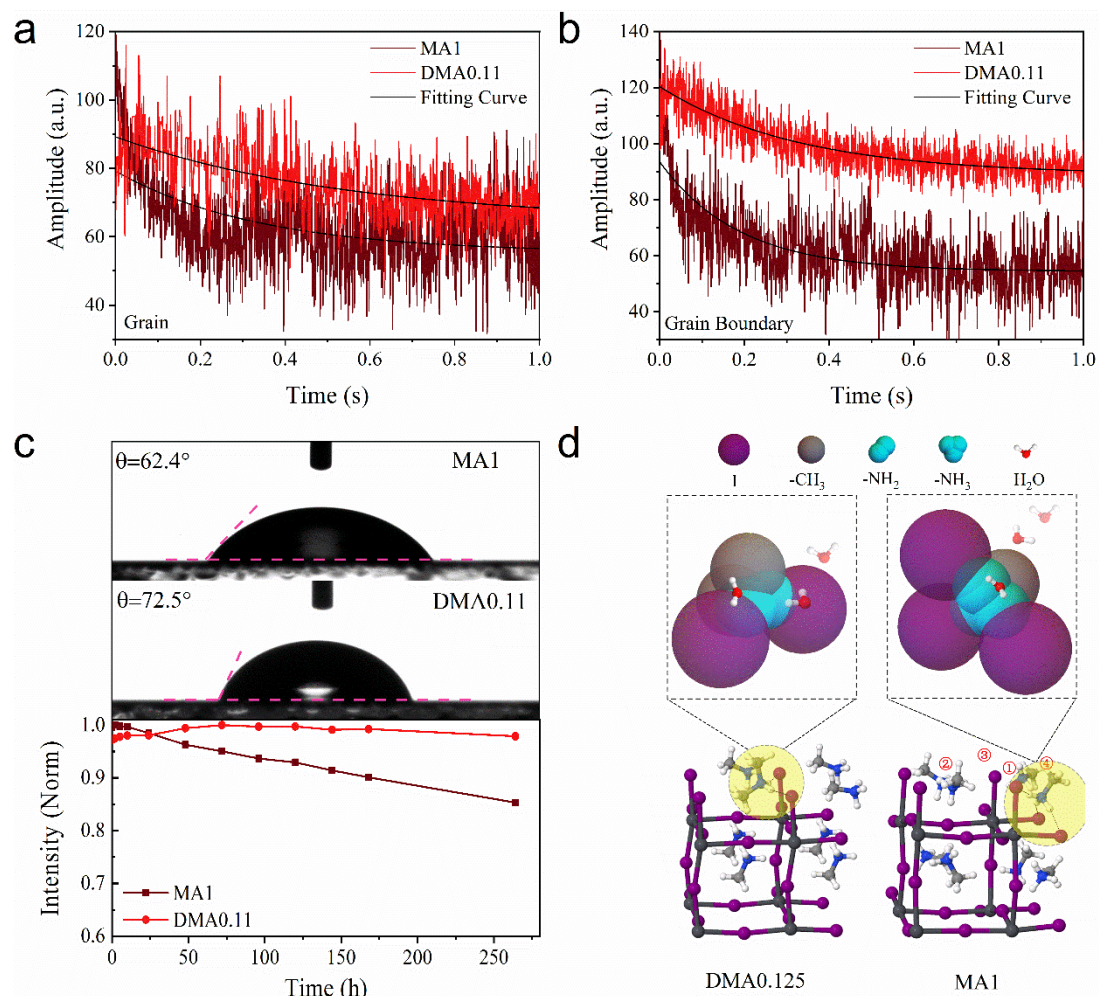 a
120
100
80
60
40
Amplitude (a.u.)
MA1
DMA0.11
Fitting Curve
Grain
0.0 0.2 0.4 0.6 0.8 1.0
Time (s)
b
140
120
100
80
60
40
Amplitude (a.u.)
MA1
DMA0.11
Fitting Curve
Grain Boundary
0.0 0.2 0.4 0.6 0.8 1.0
Time (s)
c
θ=62.4°
MA1
θ=72.5°
DMA0.11
1.0
0.9
0.8
0.7
0.6
Intensity (Norm)
MA1
DMA0.11
0 50 100 150 200 250
Time (h)
d
I -CH₃ -NH₂ -NH₃ H₂O
② ③ ① ④
DMA0.125
MA1